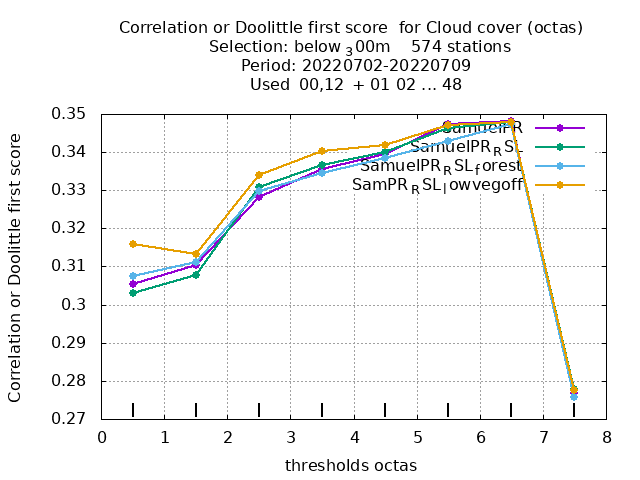 Correlation or Doolittle first score  for Cloud cover (octas)
Selection: below ₃00m    574 stations
Period: 20220702-20220709
Used  00,12  + 01 02 ... 48
Correlation or Doolittle first score
0.35
0.34
0.33
0.32
0.31
0.3
0.29
0.28
0.27
SamuelPR
SamuelPR_RSL
SamuelPR_RSL_forest
SamPR_RSL_lowvegoff
0 1 2 3 4 5 6 7 8
thresholds octas